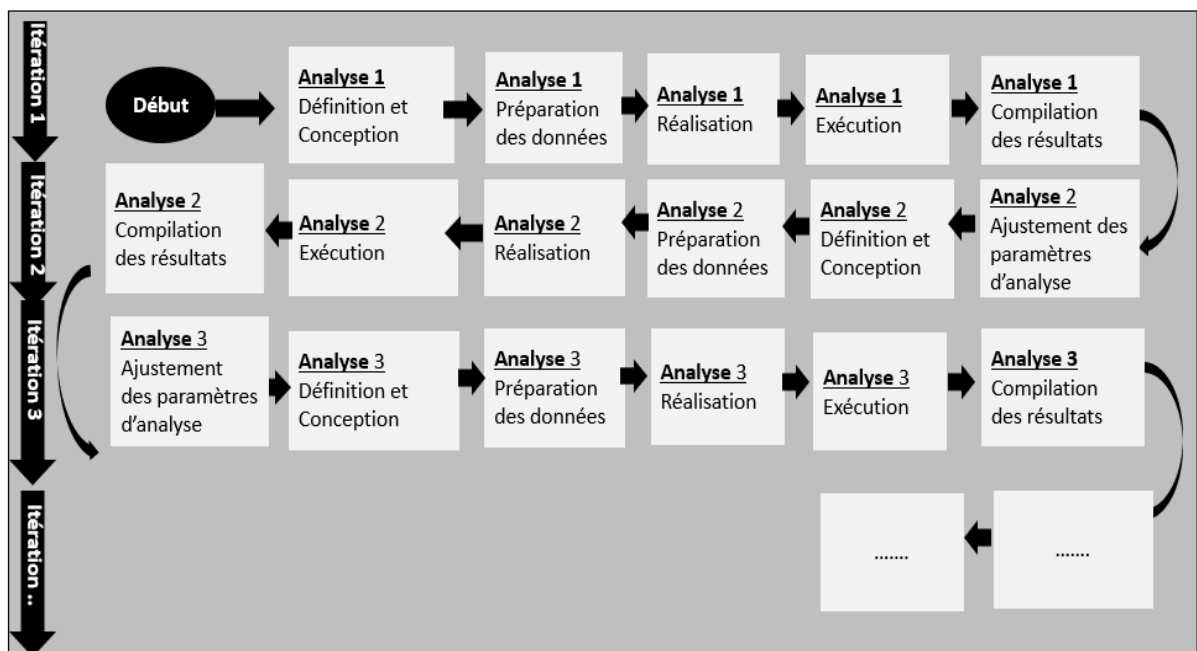 Itération 1
Début
Analyse 1
Définition et
Conception
Analyse 1
Préparation
des données
Analyse 1
Réalisation
Analyse 1
Exécution
Analyse 1
Compilation
des résultats
Itération 2
Analyse 2
Compilation
des résultats
Analyse 2
Exécution
Analyse 2
Réalisation
Analyse 2
Préparation
des données
Analyse 2
Définition et
Conception
Analyse 2
Ajustement des
paramètres
d’analyse
Itération 3
Analyse 3
Ajustement
des paramètres
d’analyse
Analyse 3
Définition et
Conception
Analyse 3
Préparation
des données
Analyse 3
Réalisation
Analyse 3
Exécution
Analyse 3
Compilation
des résultats
Itération ..
.......
.......